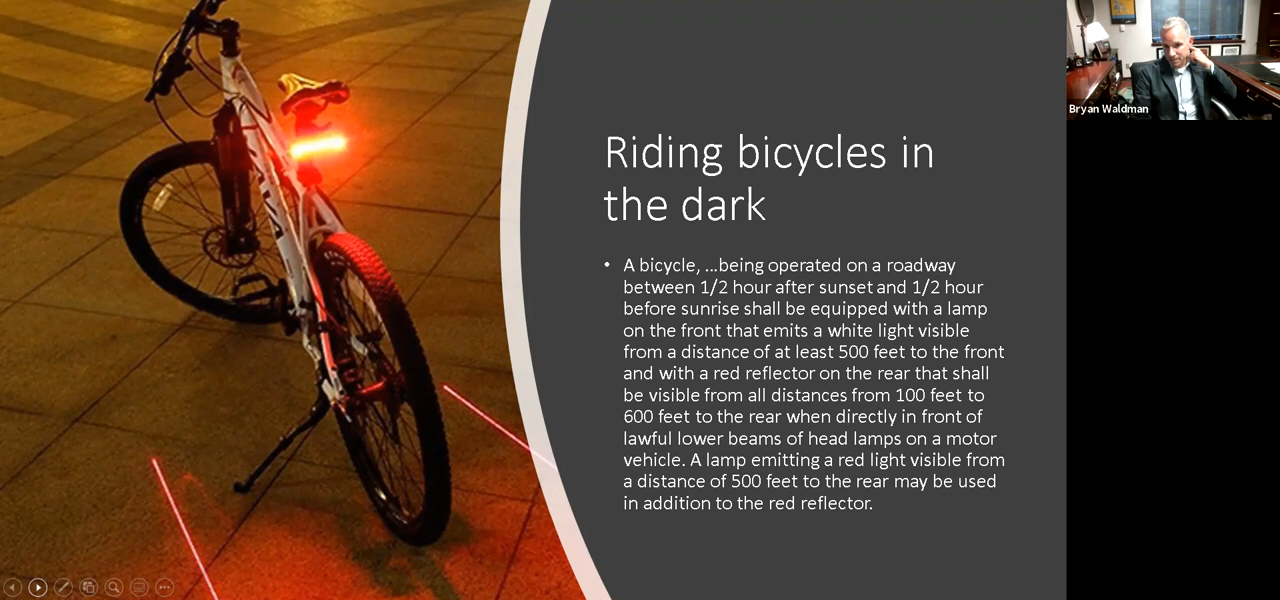 Riding bicycles in
the dark
• A bicycle, ...being operated on a roadway
between 1/2 hour after sunset and 1/2 hour
before sunrise shall be equipped with a lamp
on the front that emits a white light visible
from a distance of at least 500 feet to the front
and with a red reflector on the rear that shall
be visible from all distances from 100 feet to
600 feet to the rear when directly in front of
lawful lower beams of head lamps on a motor
vehicle. A lamp emitting a red light visible from
a distance of 500 feet to the rear may be used
in addition to the red reflector.
Bryan Waldman